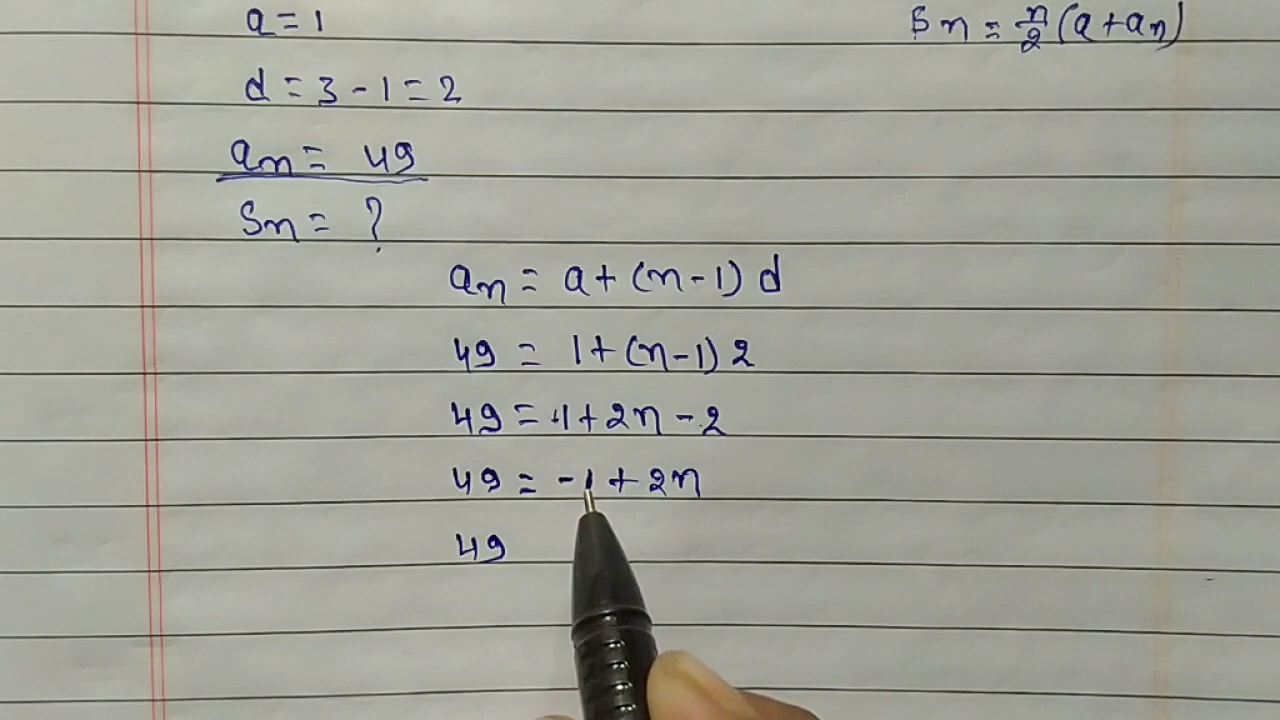 a = 1
Sn = n/2 (a + an)
d = 3 - 1 = 2
an = 49
Sn = ?
an = a + (n - 1) d
49 = 1 + (n - 1) 2
49 = +1 + 2n - 2
49 = -1 + 2n
49